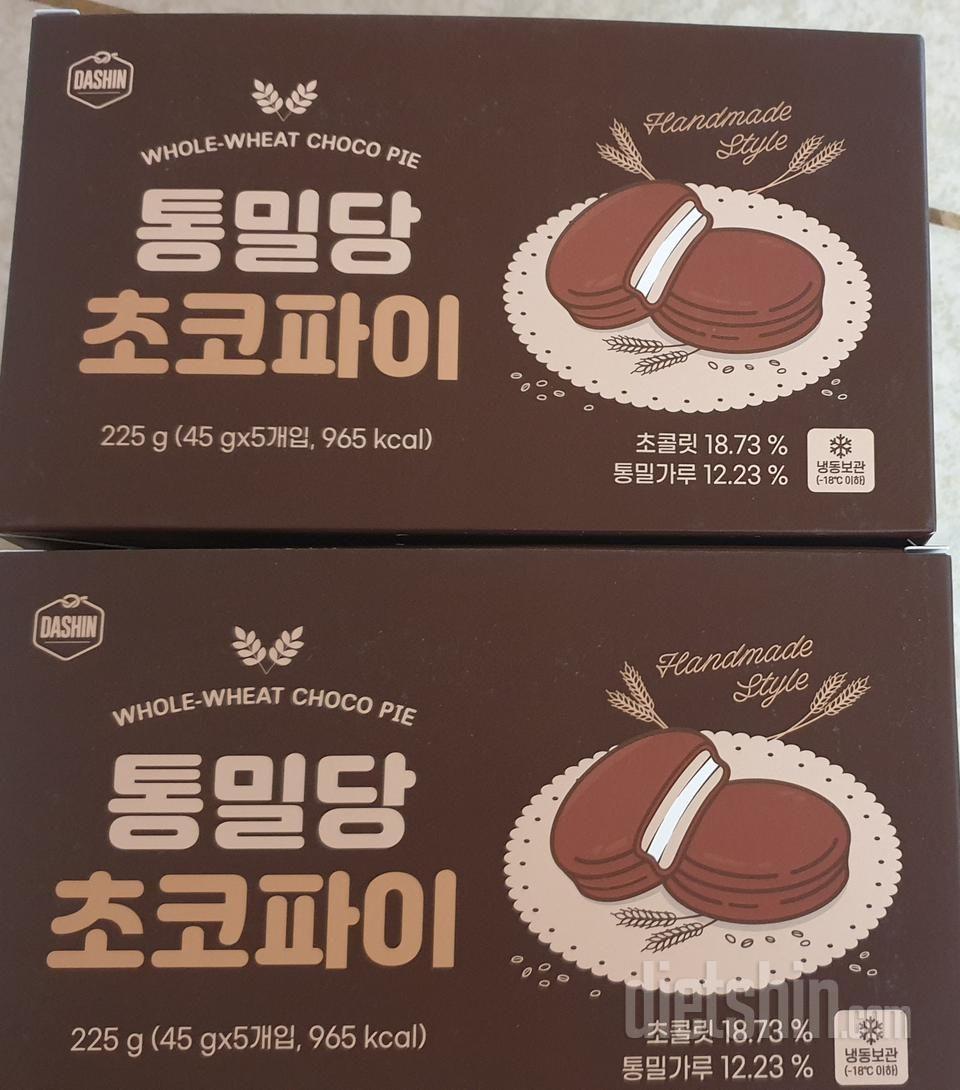 DASHIN
WHOLE-WHEAT CHOCO PIE
통밀당
초코파이
225 g (45 gx5개입, 965 kcal)
Handmade
Style
초콜릿 18.73 %
통밀가루 12.23 %
냉동보관
(-18℃ 이하)
DASHIN
WHOLE-WHEAT CHOCO PIE
통밀당
초코파이
225 g (45 gx5개입, 965 kcal)
Handmade
Style
초콜릿 18.73 %
통밀가루 12.23 %
냉동보관
(-18℃ 이하)
dietshin.com